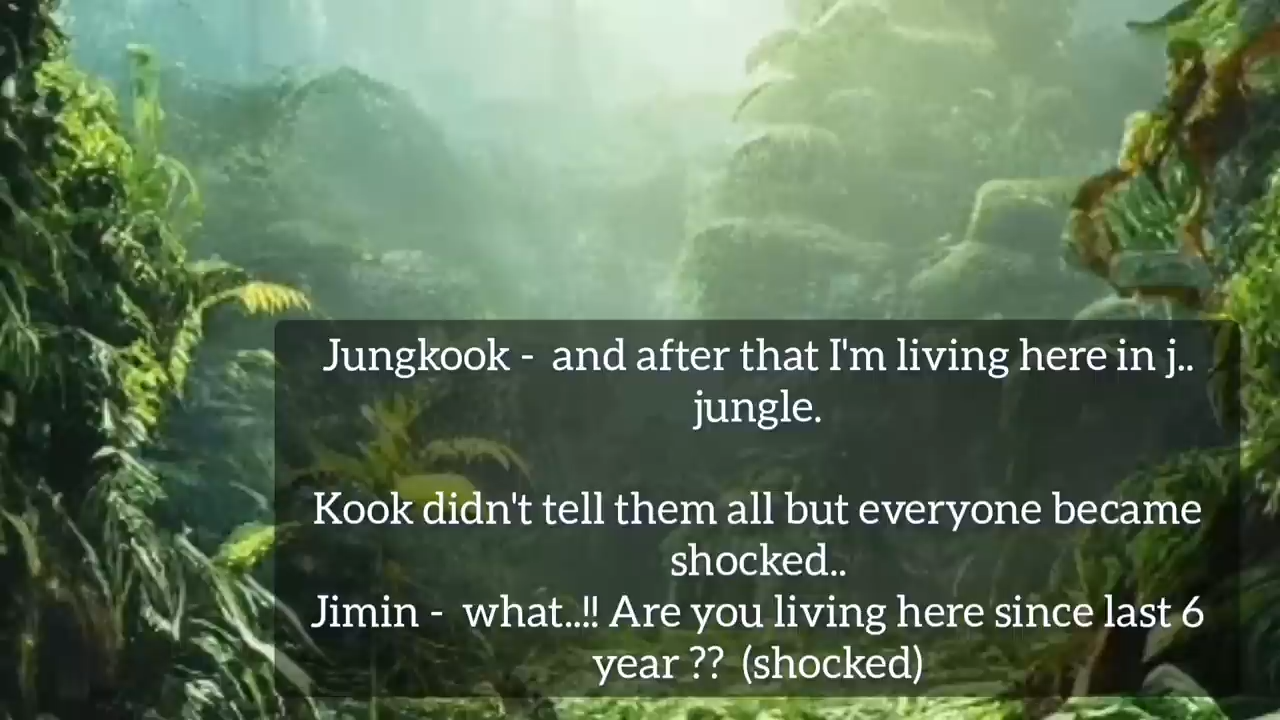 Jungkook -  and after that I'm living here in j..
jungle.
Kook didn't tell them all but everyone became
shocked..
Jimin -  what..!! Are you living here since last 6
year ??  (shocked)